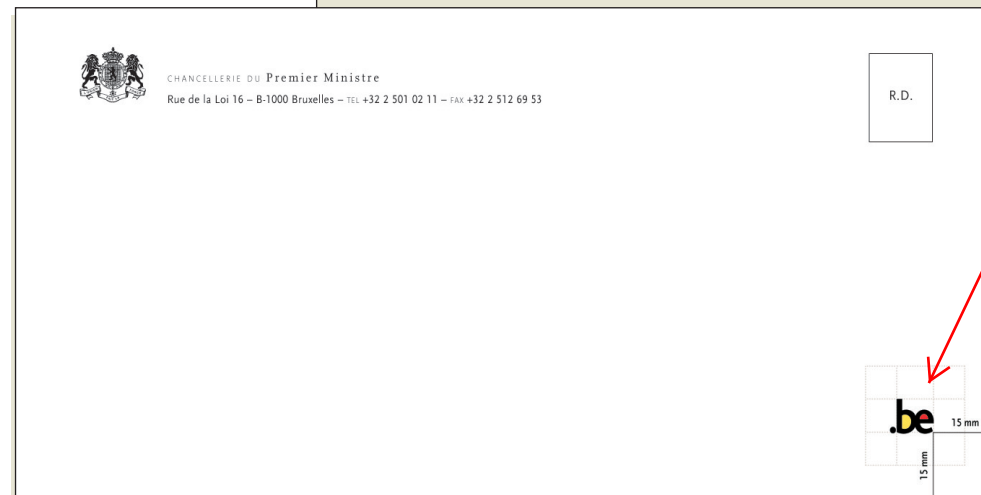 CHANCELLERIE DU Premier Ministre
Rue de la Loi 16 – B-1000 Bruxelles – TEL +32 2 501 02 11 – FAX +32 2 512 69 53
R.D.
.be
15 mm
15 mm